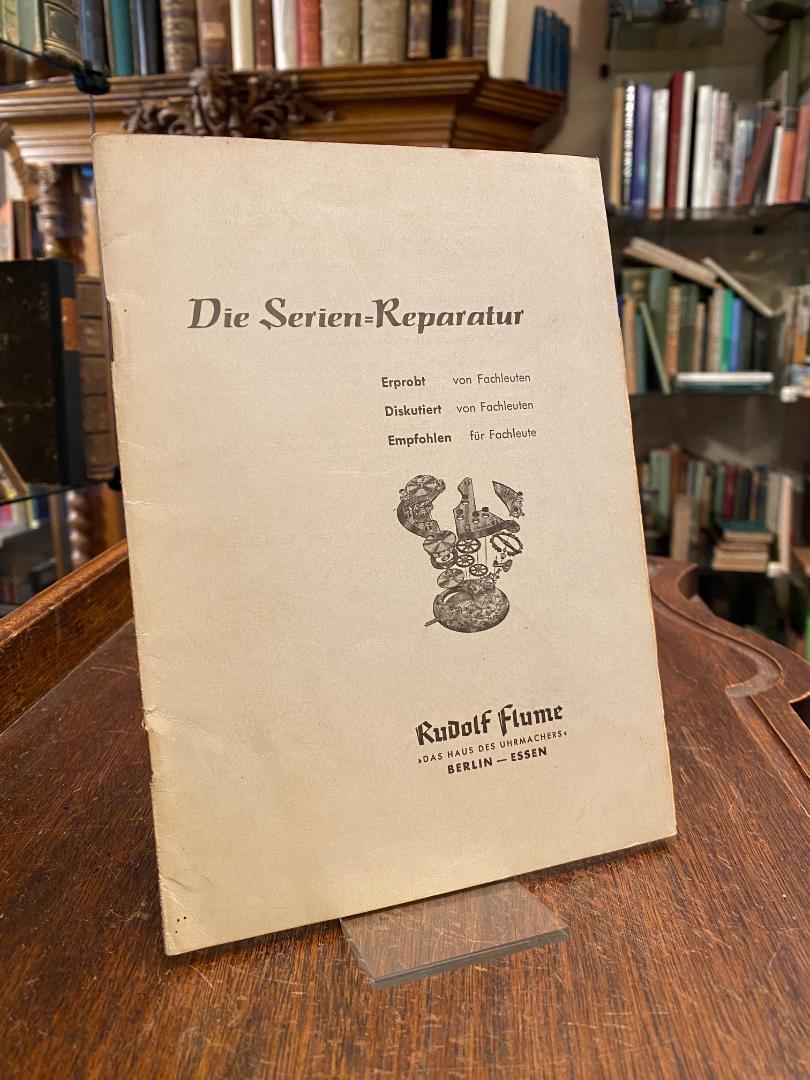 Die Serien=Reparatur
Erprobt von Fachleuten
Diskutiert von Fachleuten
Empfohlen für Fachleute
Rudolf Flume
»DAS HAUS DES UHRMACHERS«
BERLIN — ESSEN